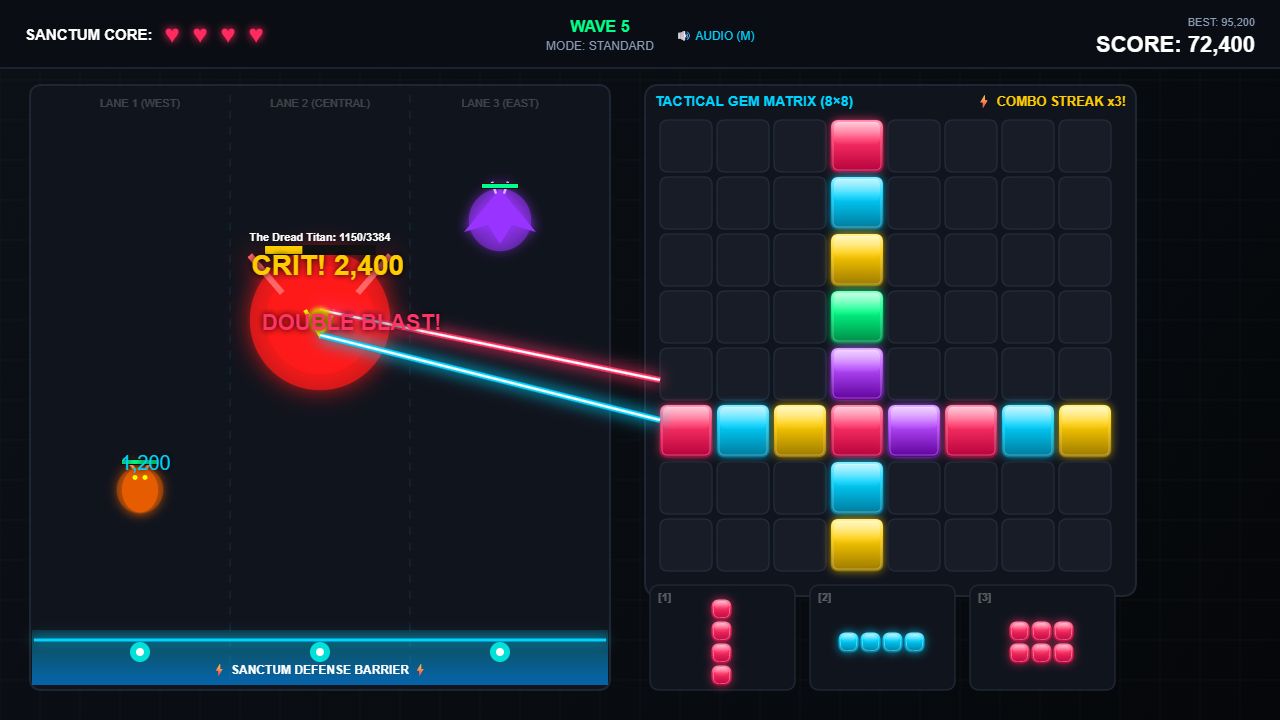 SANCTUM CORE:
WAVE 5
MODE: STANDARD
AUDIO (M)
BEST: 95,200
SCORE: 72,400
LANE 1 (WEST)
LANE 2 (CENTRAL)
LANE 3 (EAST)
TACTICAL GEM MATRIX (8×8)
COMBO STREAK x3!
The Dread Titan: 1150/3384
CRIT! 2,400
DOUBLE BLAST!
1,200
[1]
[2]
[3]
SANCTUM DEFENSE BARRIER